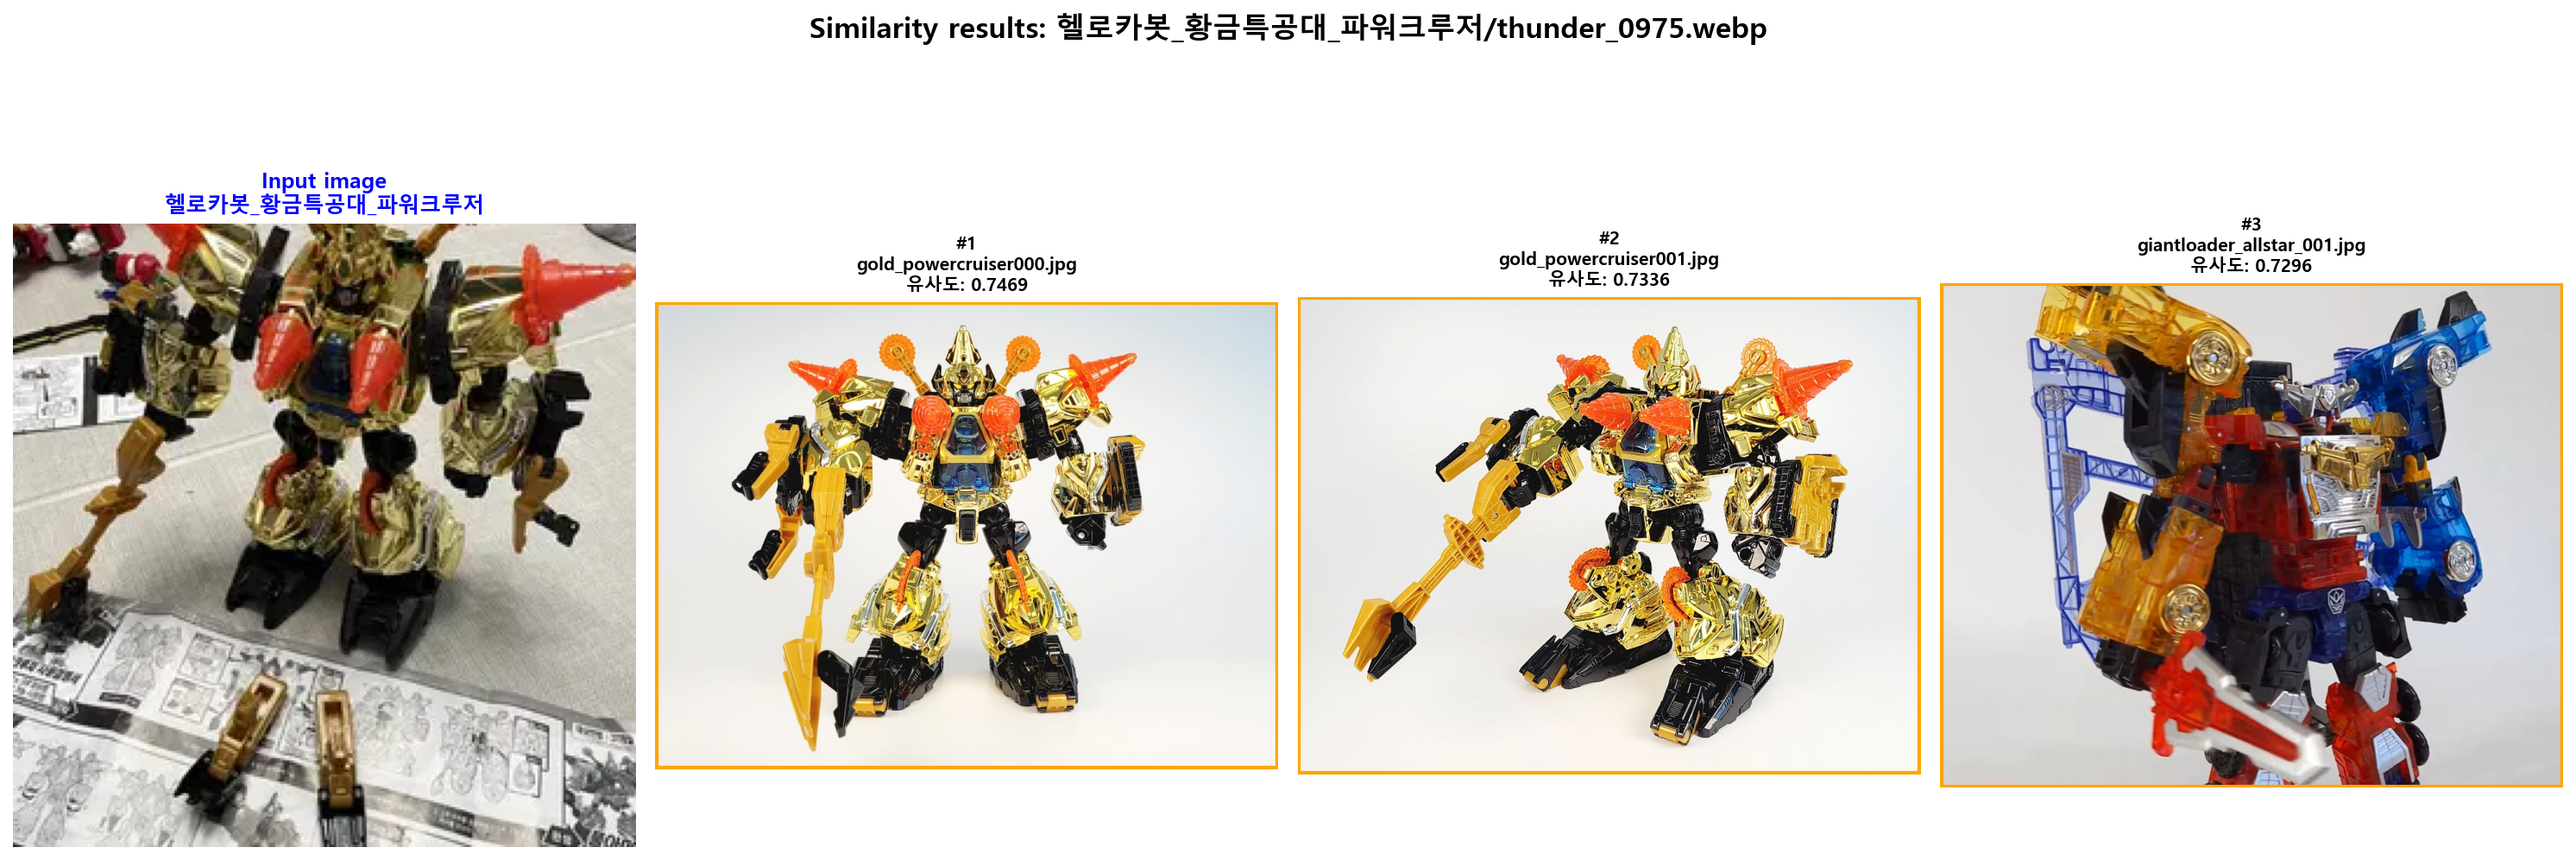 Similarity results: 헬로카봇_황금특공대_파워크루저/thunder_0975.webp
Input image
헬로카봇_황금특공대_파워크루저
#1
gold_powercruiser000.jpg
유사도: 0.7469
#2
gold_powercruiser001.jpg
유사도: 0.7336
#3
giantloader_allstar_001.jpg
유사도: 0.7296